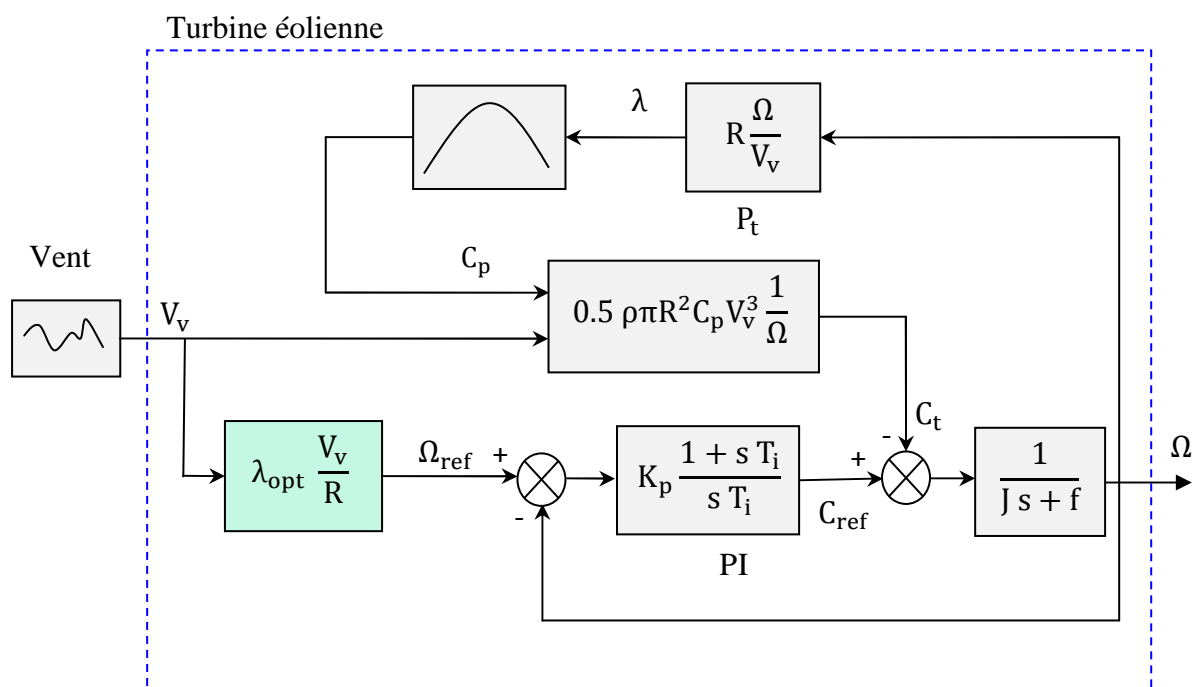 Turbine éolienne
λ
R Ω/V_v
P_t
Vent
C_p
0.5 ρπR²C_pV_v³ 1/Ω
V_v
C_t
λ_opt V_v/R
Ω_ref
+
-
K_p (1 + s T_i)/(s T_i)
PI
C_ref
+
-
1/(J s + f)
Ω